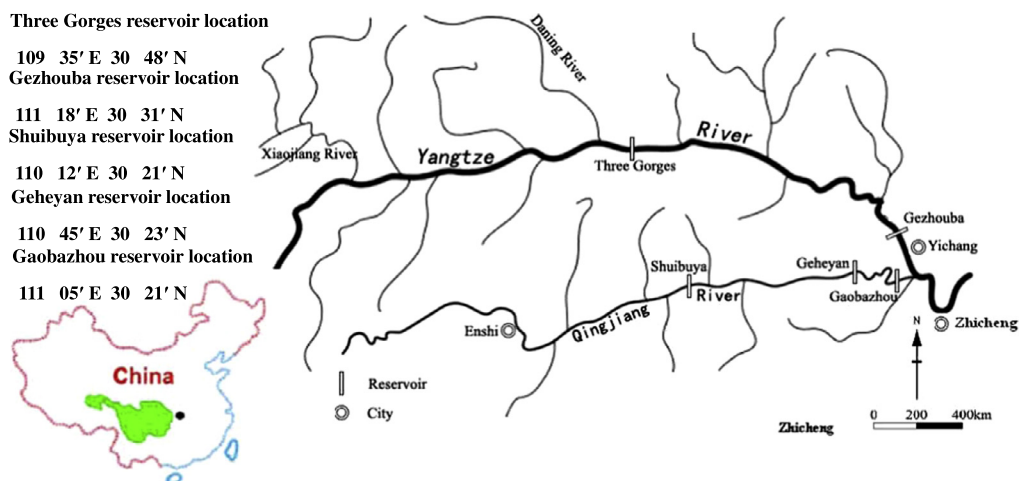 Three Gorges reservoir location
109 35′ E 30 48′ N
Gezhouba reservoir location
111 18′ E 30 31′ N
Shuibuya reservoir location
110 12′ E 30 21′ N
Geheyan reservoir location
110 45′ E 30 23′ N
Gaobazhou reservoir location
111 05′ E 30 21′ N
China
Daning River
Xiaojiang River
Yangtze
River
Three Gorges
Gezhouba
Yichang
Shuibuya
Geheyan
Gaobazhou
River
Qingjiang
Enshi
Zhicheng
N
Reservoir
City
Zhicheng
0 200 400km